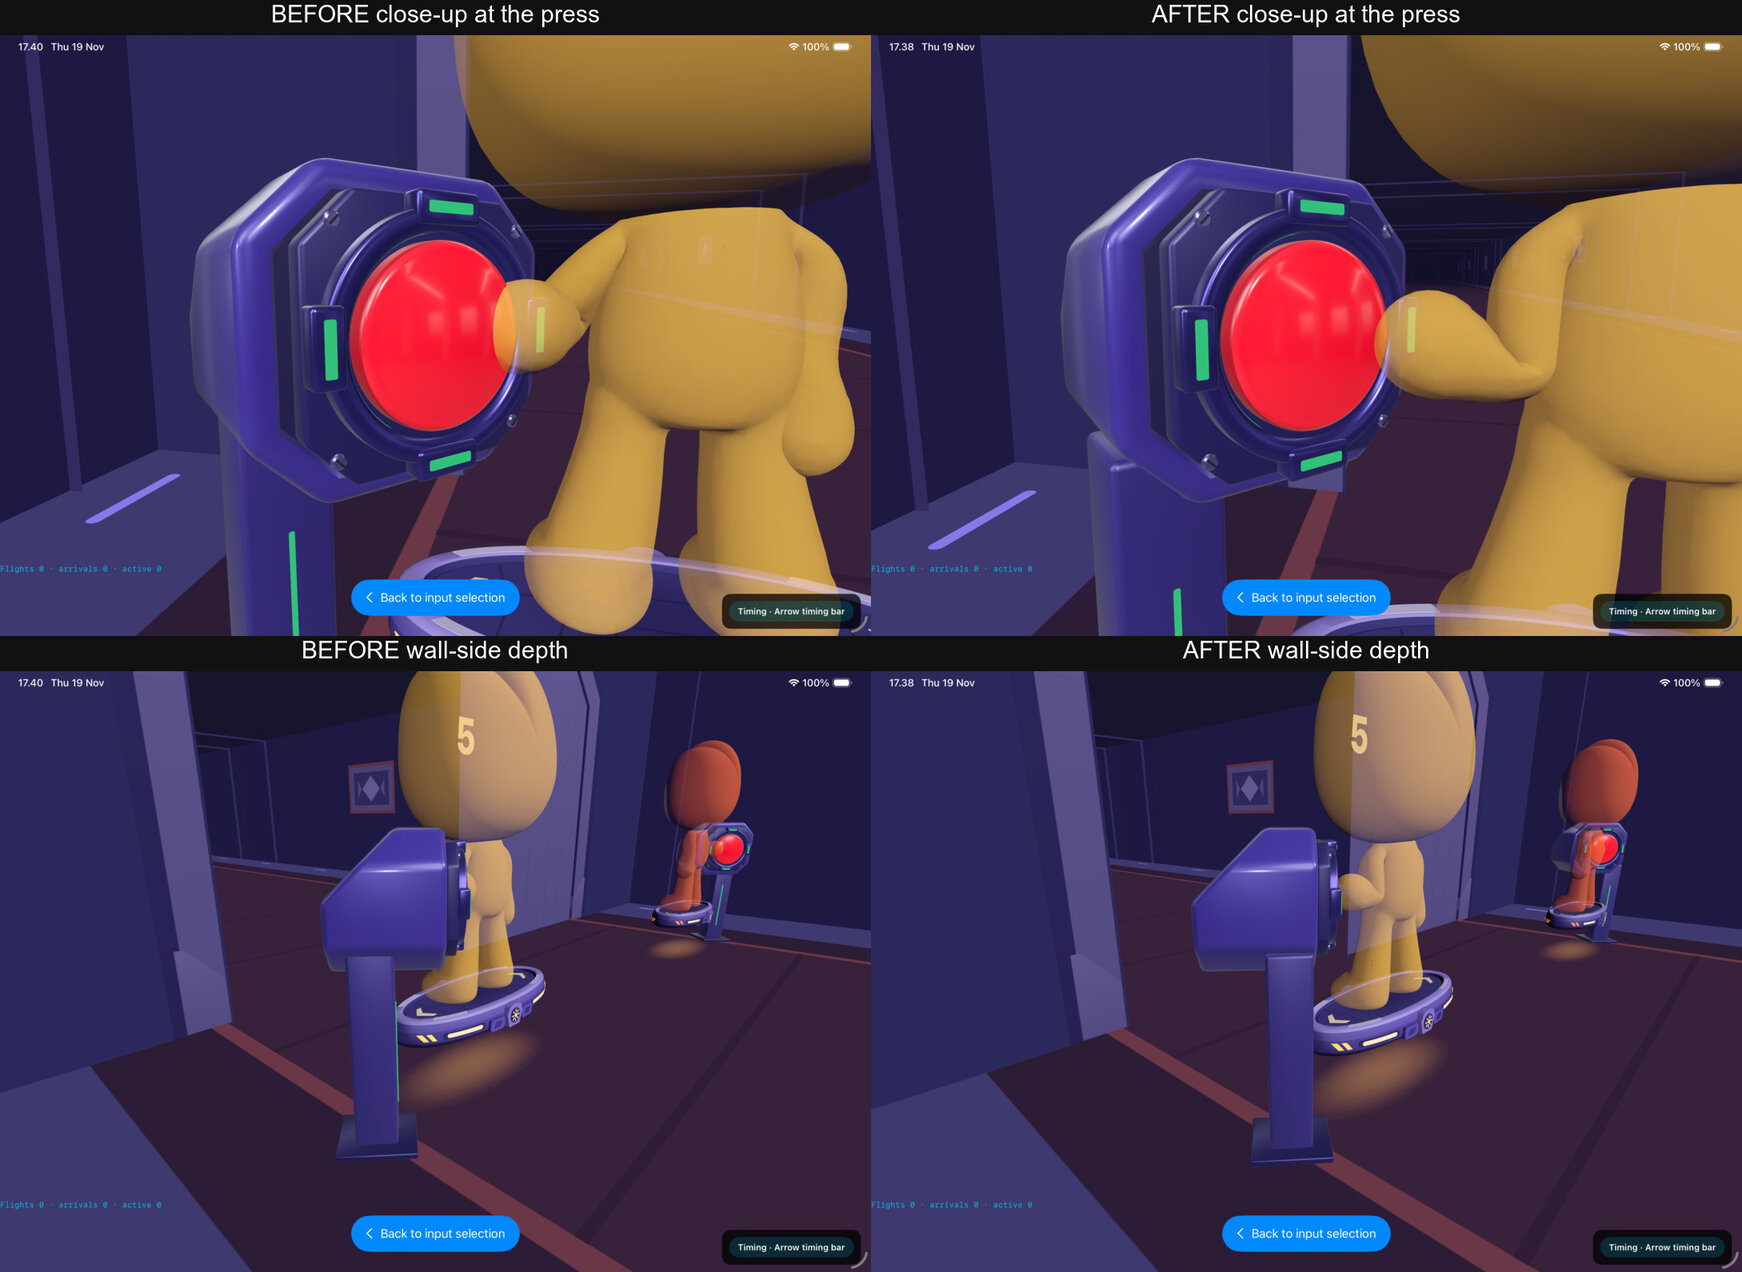 BEFORE close-up at the press
AFTER close-up at the press
17.40 Thu 19 Nov
100%
17.38 Thu 19 Nov
100%
Flights 0 · arrivals 0 · active 0
Back to input selection
Timing · Arrow timing bar
Flights 0 · arrivals 0 · active 0
Back to input selection
Timing · Arrow timing bar
BEFORE wall-side depth
AFTER wall-side depth
17.40 Thu 19 Nov
100%
17.38 Thu 19 Nov
100%
5
5
Flights 0 · arrivals 0 · active 0
Back to input selection
Timing · Arrow timing bar
Flights 0 · arrivals 0 · active 0
Back to input selection
Timing · Arrow timing bar